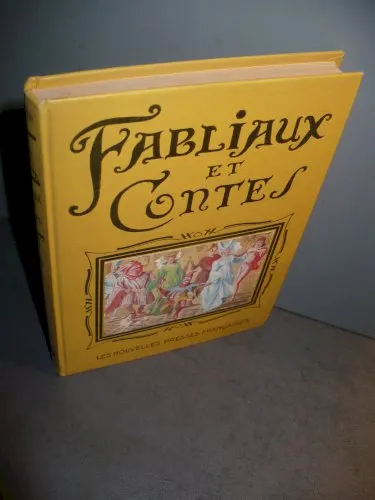 FABLIAUX
ET
CONTES
LES NOUVELLES PRESSES FRANÇAISES